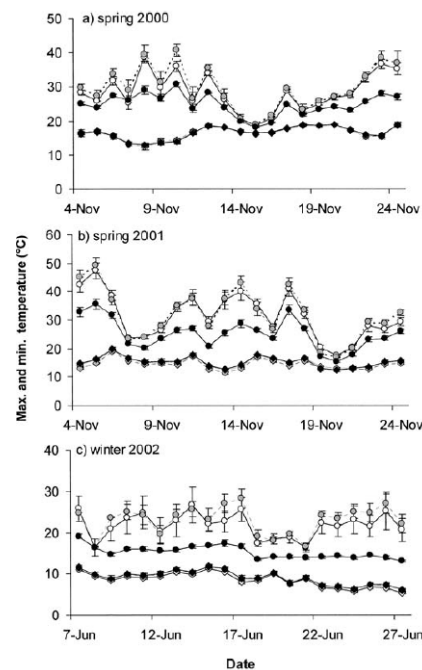 a) spring 2000
50
40
30
20
10
0
4-Nov 9-Nov 14-Nov 19-Nov 24-Nov
Max. and min. temperature (°C)
b) spring 2001
60
50
40
30
20
10
0
4-Nov 9-Nov 14-Nov 19-Nov 24-Nov
c) winter 2002
40
30
20
10
0
7-Jun 12-Jun 17-Jun 22-Jun 27-Jun
Date